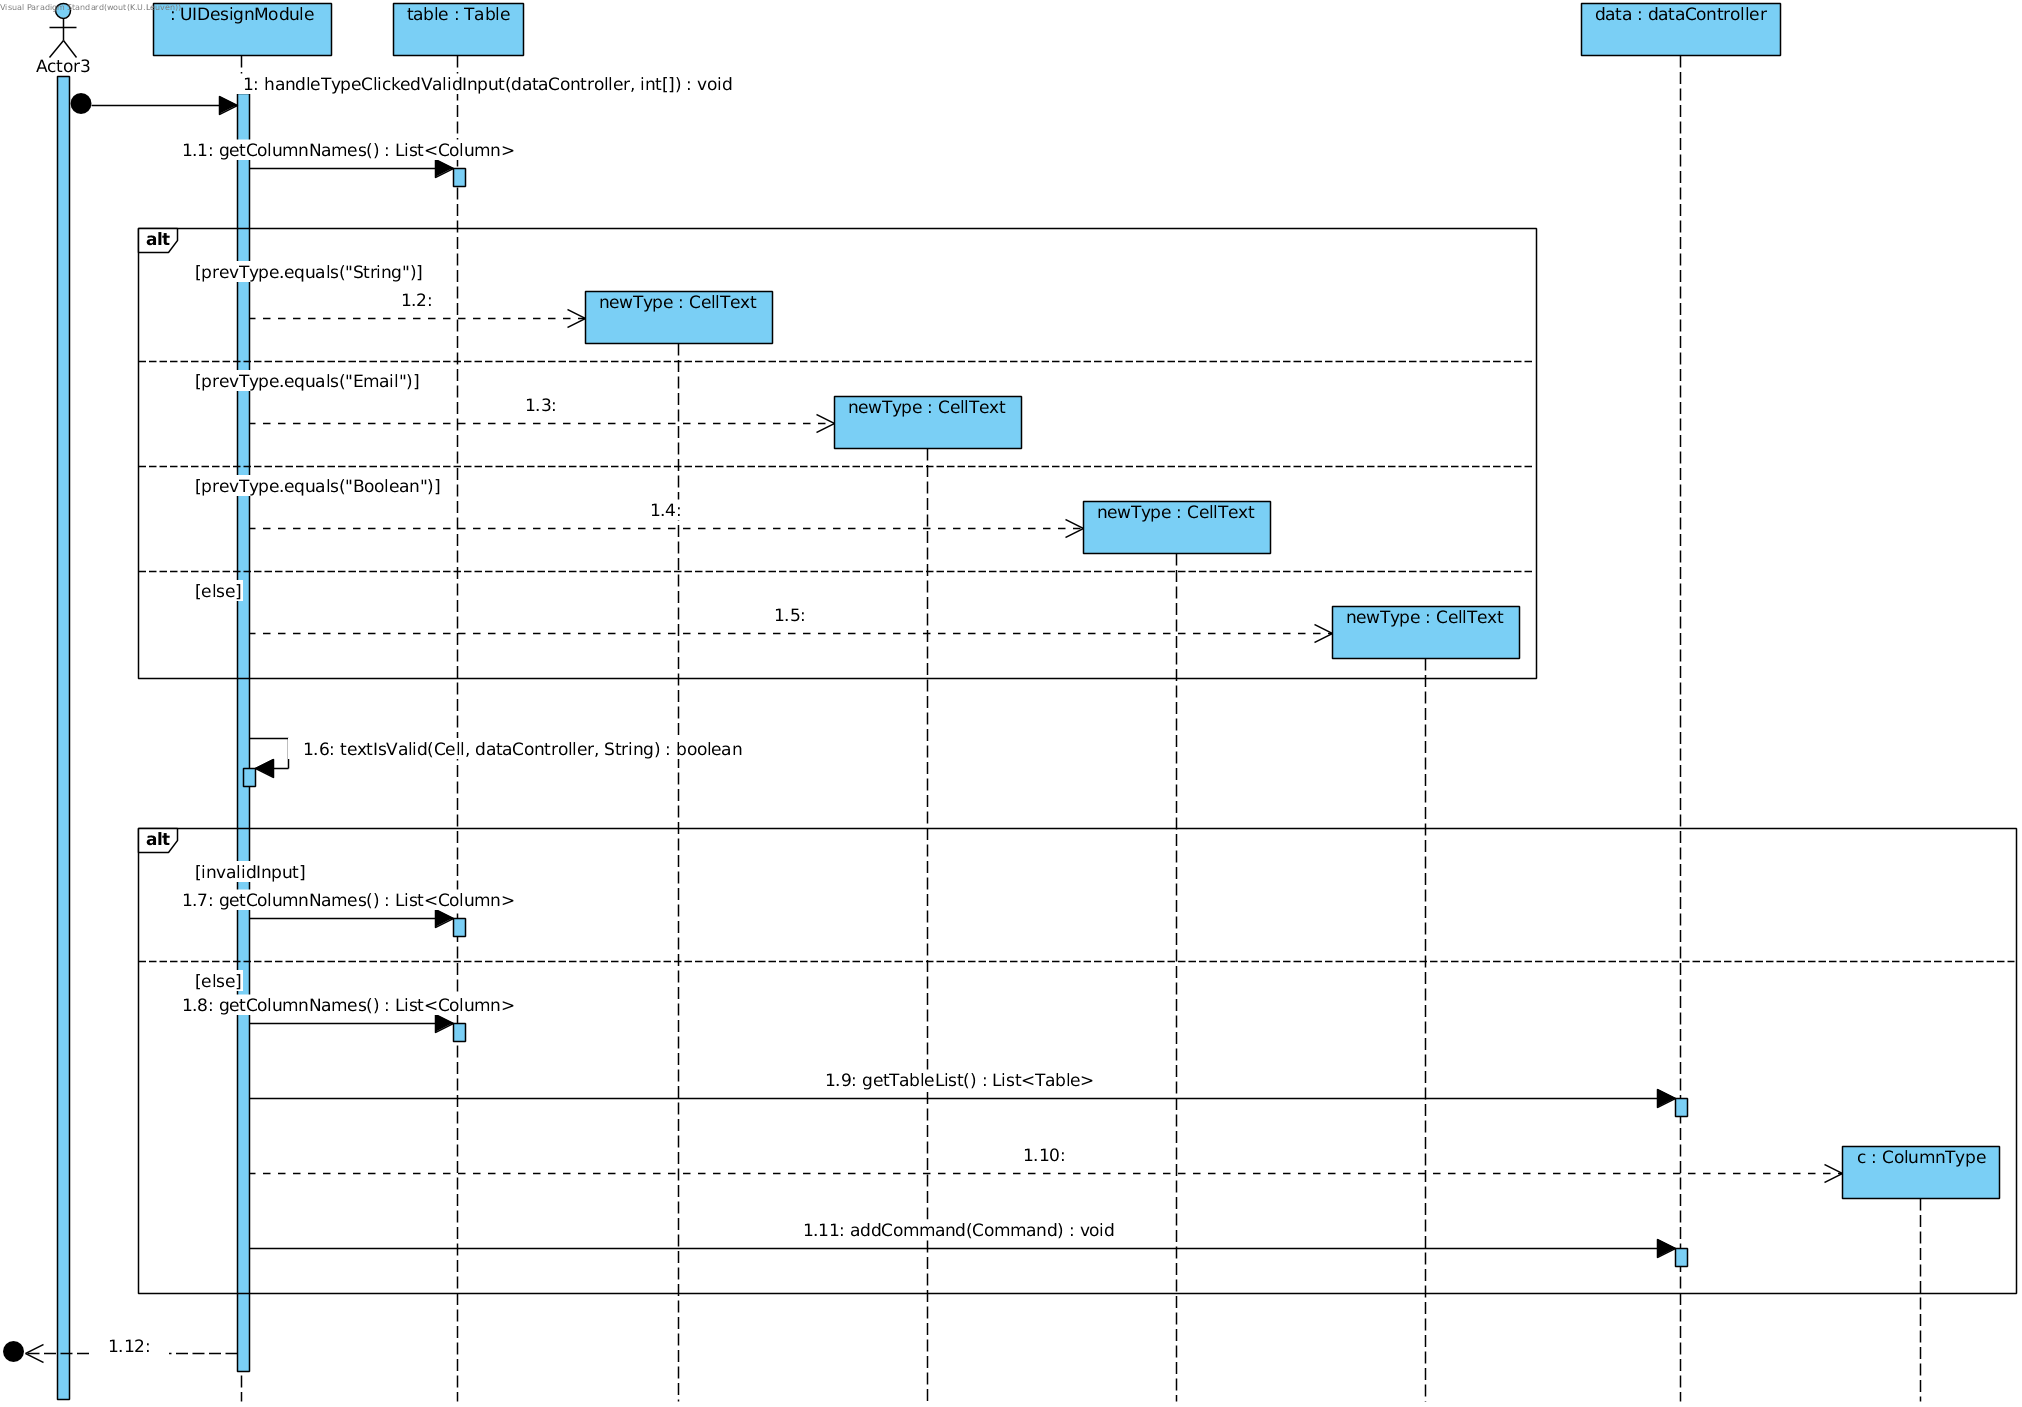 Visual Paradigm Standard(wout(K.U.Leuven))
: UIDesignModule
table : Table
data : dataController
Actor3
1: handleTypeClickedValidInput(dataController, int[]) : void
1.1: getColumnNames() : List<Column>
alt
[prevType.equals("String")]
1.2:
newType : CellText
[prevType.equals("Email")]
1.3:
newType : CellText
[prevType.equals("Boolean")]
1.4:
newType : CellText
[else]
1.5:
newType : CellText
1.6: textIsValid(Cell, dataController, String) : boolean
alt
[invalidInput]
1.7: getColumnNames() : List<Column>
[else]
1.8: getColumnNames() : List<Column>
1.9: getTableList() : List<Table>
1.10:
c : ColumnType
1.11: addCommand(Command) : void
1.12: